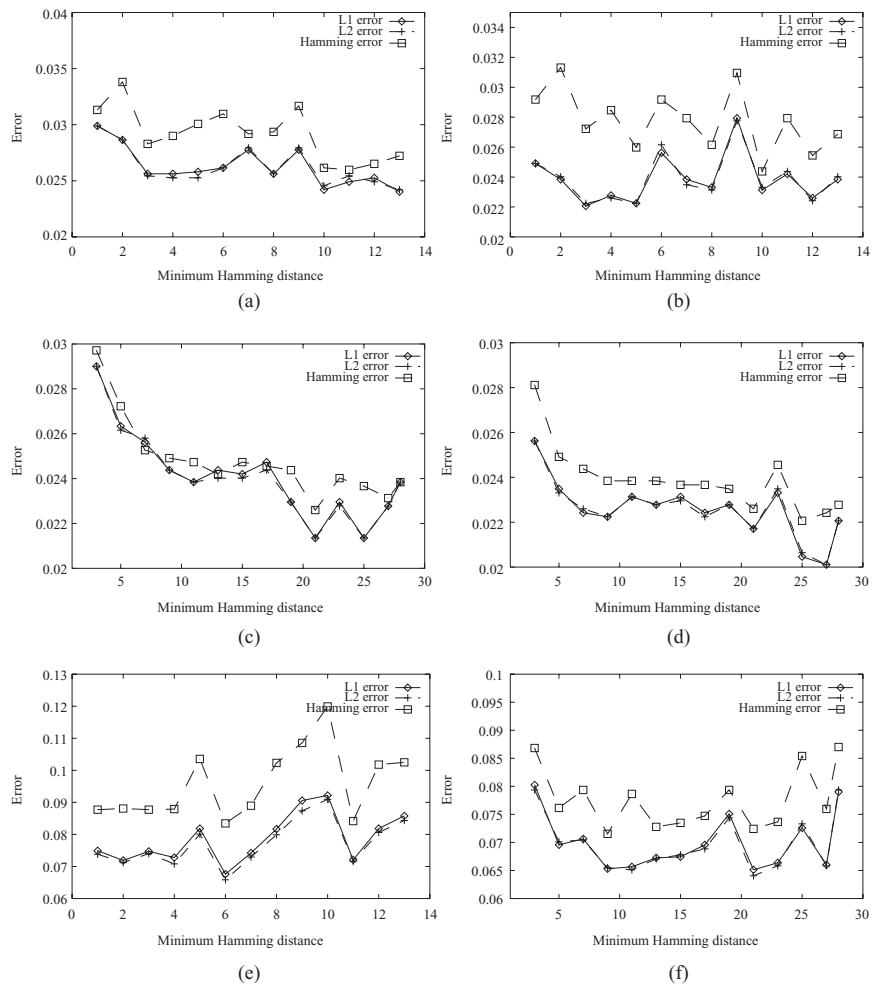 0.04
0.035
0.03
0.025
0.02
Error
L1 error
L2 error
Hamming error
0 2 4 6 8 10 12 14
Minimum Hamming distance
(a)
0.034
0.032
0.03
0.028
0.026
0.024
0.022
0.02
Error
L1 error
L2 error
Hamming error
0 2 4 6 8 10 12 14
Minimum Hamming distance
(b)
0.03
0.028
0.026
0.024
0.022
0.02
Error
L1 error
L2 error
Hamming error
5 10 15 20 25 30
Minimum Hamming distance
(c)
0.03
0.028
0.026
0.024
0.022
0.02
Error
L1 error
L2 error
Hamming error
5 10 15 20 25 30
Minimum Hamming distance
(d)
0.13
0.12
0.11
0.1
0.09
0.08
0.07
0.06
Error
L1 error
L2 error
Hamming error
0 2 4 6 8 10 12 14
Minimum Hamming distance
(e)
0.1
0.095
0.09
0.085
0.08
0.075
0.07
0.065
0.06
Error
L1 error
L2 error
Hamming error
5 10 15 20 25 30
Minimum Hamming distance
(f)